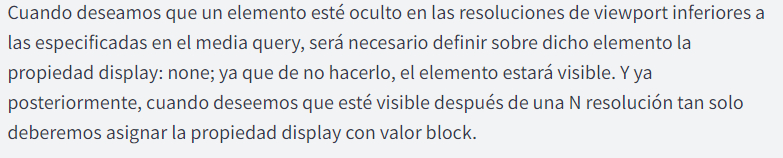 Cuando deseamos que un elemento esté oculto en las resoluciones de viewport inferiores a
las especificadas en el media query, será necesario definir sobre dicho elemento la
propiedad display: none; ya que de no hacerlo, el elemento estará visible. Y ya
posteriormente, cuando deseemos que esté visible después de una N resolución tan solo
deberemos asignar la propiedad display con valor block.